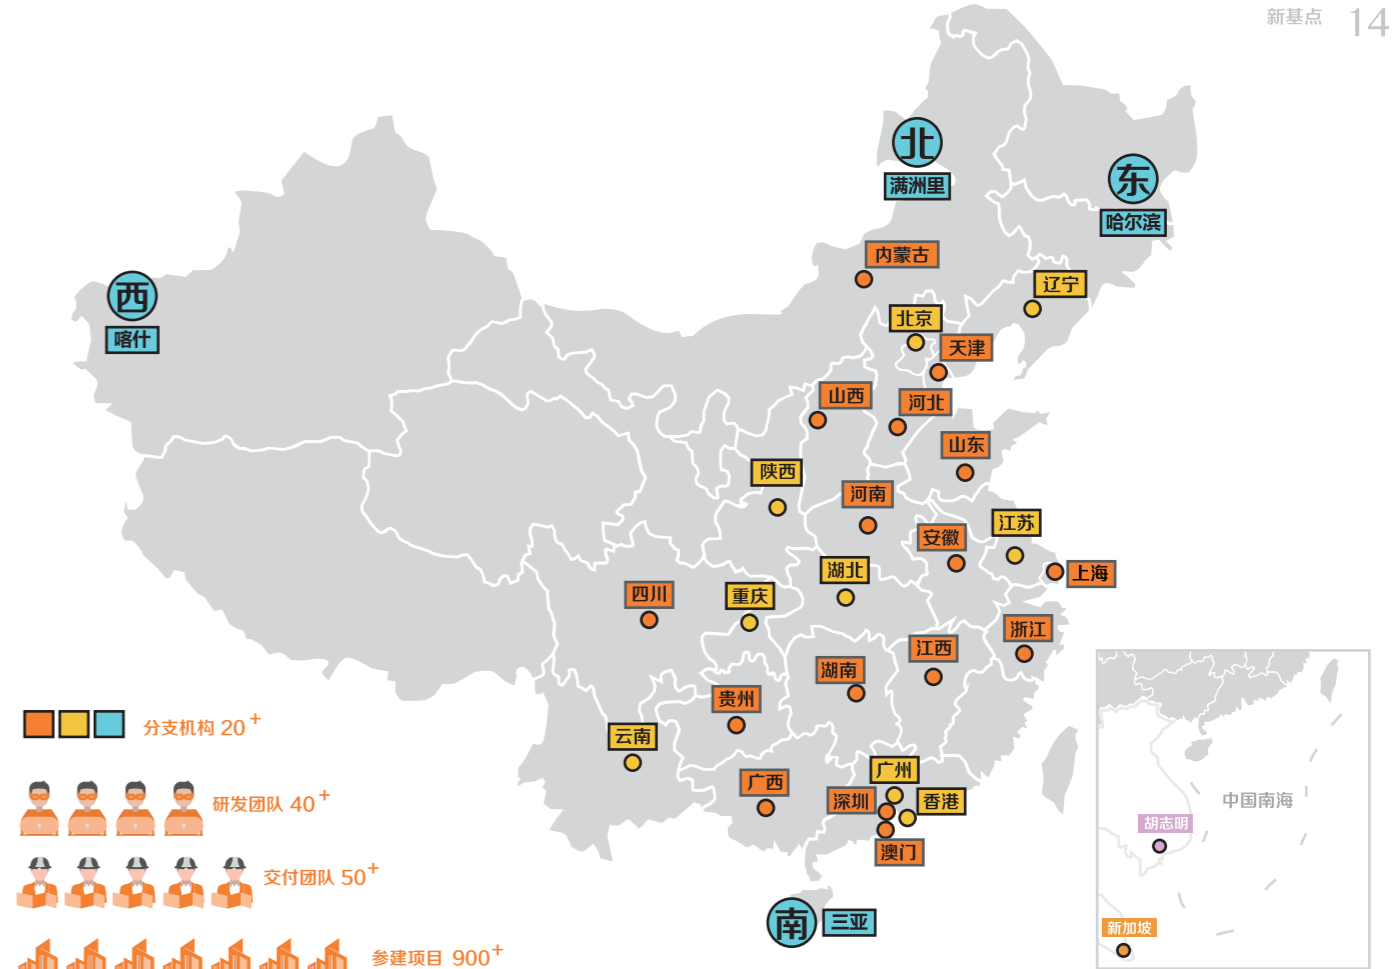 新基点 14
北
满洲里
东
哈尔滨
西
喀什
内蒙古
辽宁
北京
天津
山西
河北
山东
陕西
河南
江苏
安徽
上海
湖北
四川
重庆
浙江
江西
湖南
贵州
云南
广西
广州
深圳
香港
澳门
南
三亚
分支机构 20+
研发团队 40+
交付团队 50+
参建项目 900+
中国南海
胡志明
新加坡